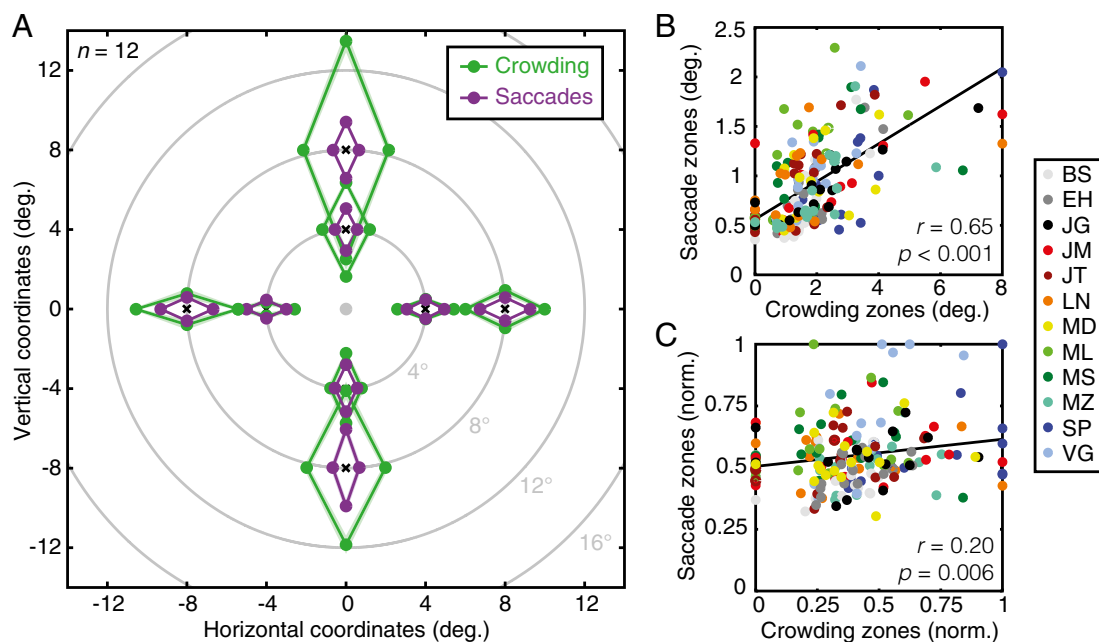 A
n = 12
Crowding
Saccades
12
8
4
0
-4
-8
-12
Vertical coordinates (deg.)
4°
8°
12°
16°
-12
-8
-4
0
4
8
12
Horizontal coordinates (deg.)
B
2.5
2
1.5
1
0.5
0
Saccade zones (deg.)
r = 0.65
p < 0.001
0
2
4
6
8
Crowding zones (deg.)
C
1
0.75
0.5
0.25
0
Saccade zones (norm.)
r = 0.20
p = 0.006
0
0.25
0.5
0.75
1
Crowding zones (norm.)
BS
EH
JG
JM
JT
LN
MD
ML
MS
MZ
SP
VG